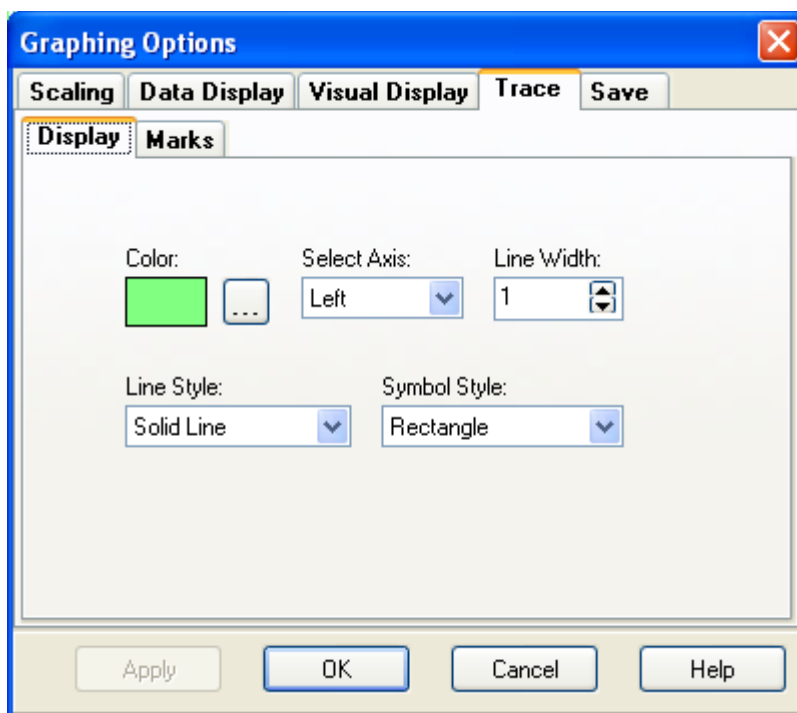 Graphing Options
Scaling Data Display Visual Display Trace Save
Display Marks
Color: Select Axis: Line Width:
... Left 1
Line Style: Symbol Style:
Solid Line Rectangle
Apply OK Cancel Help